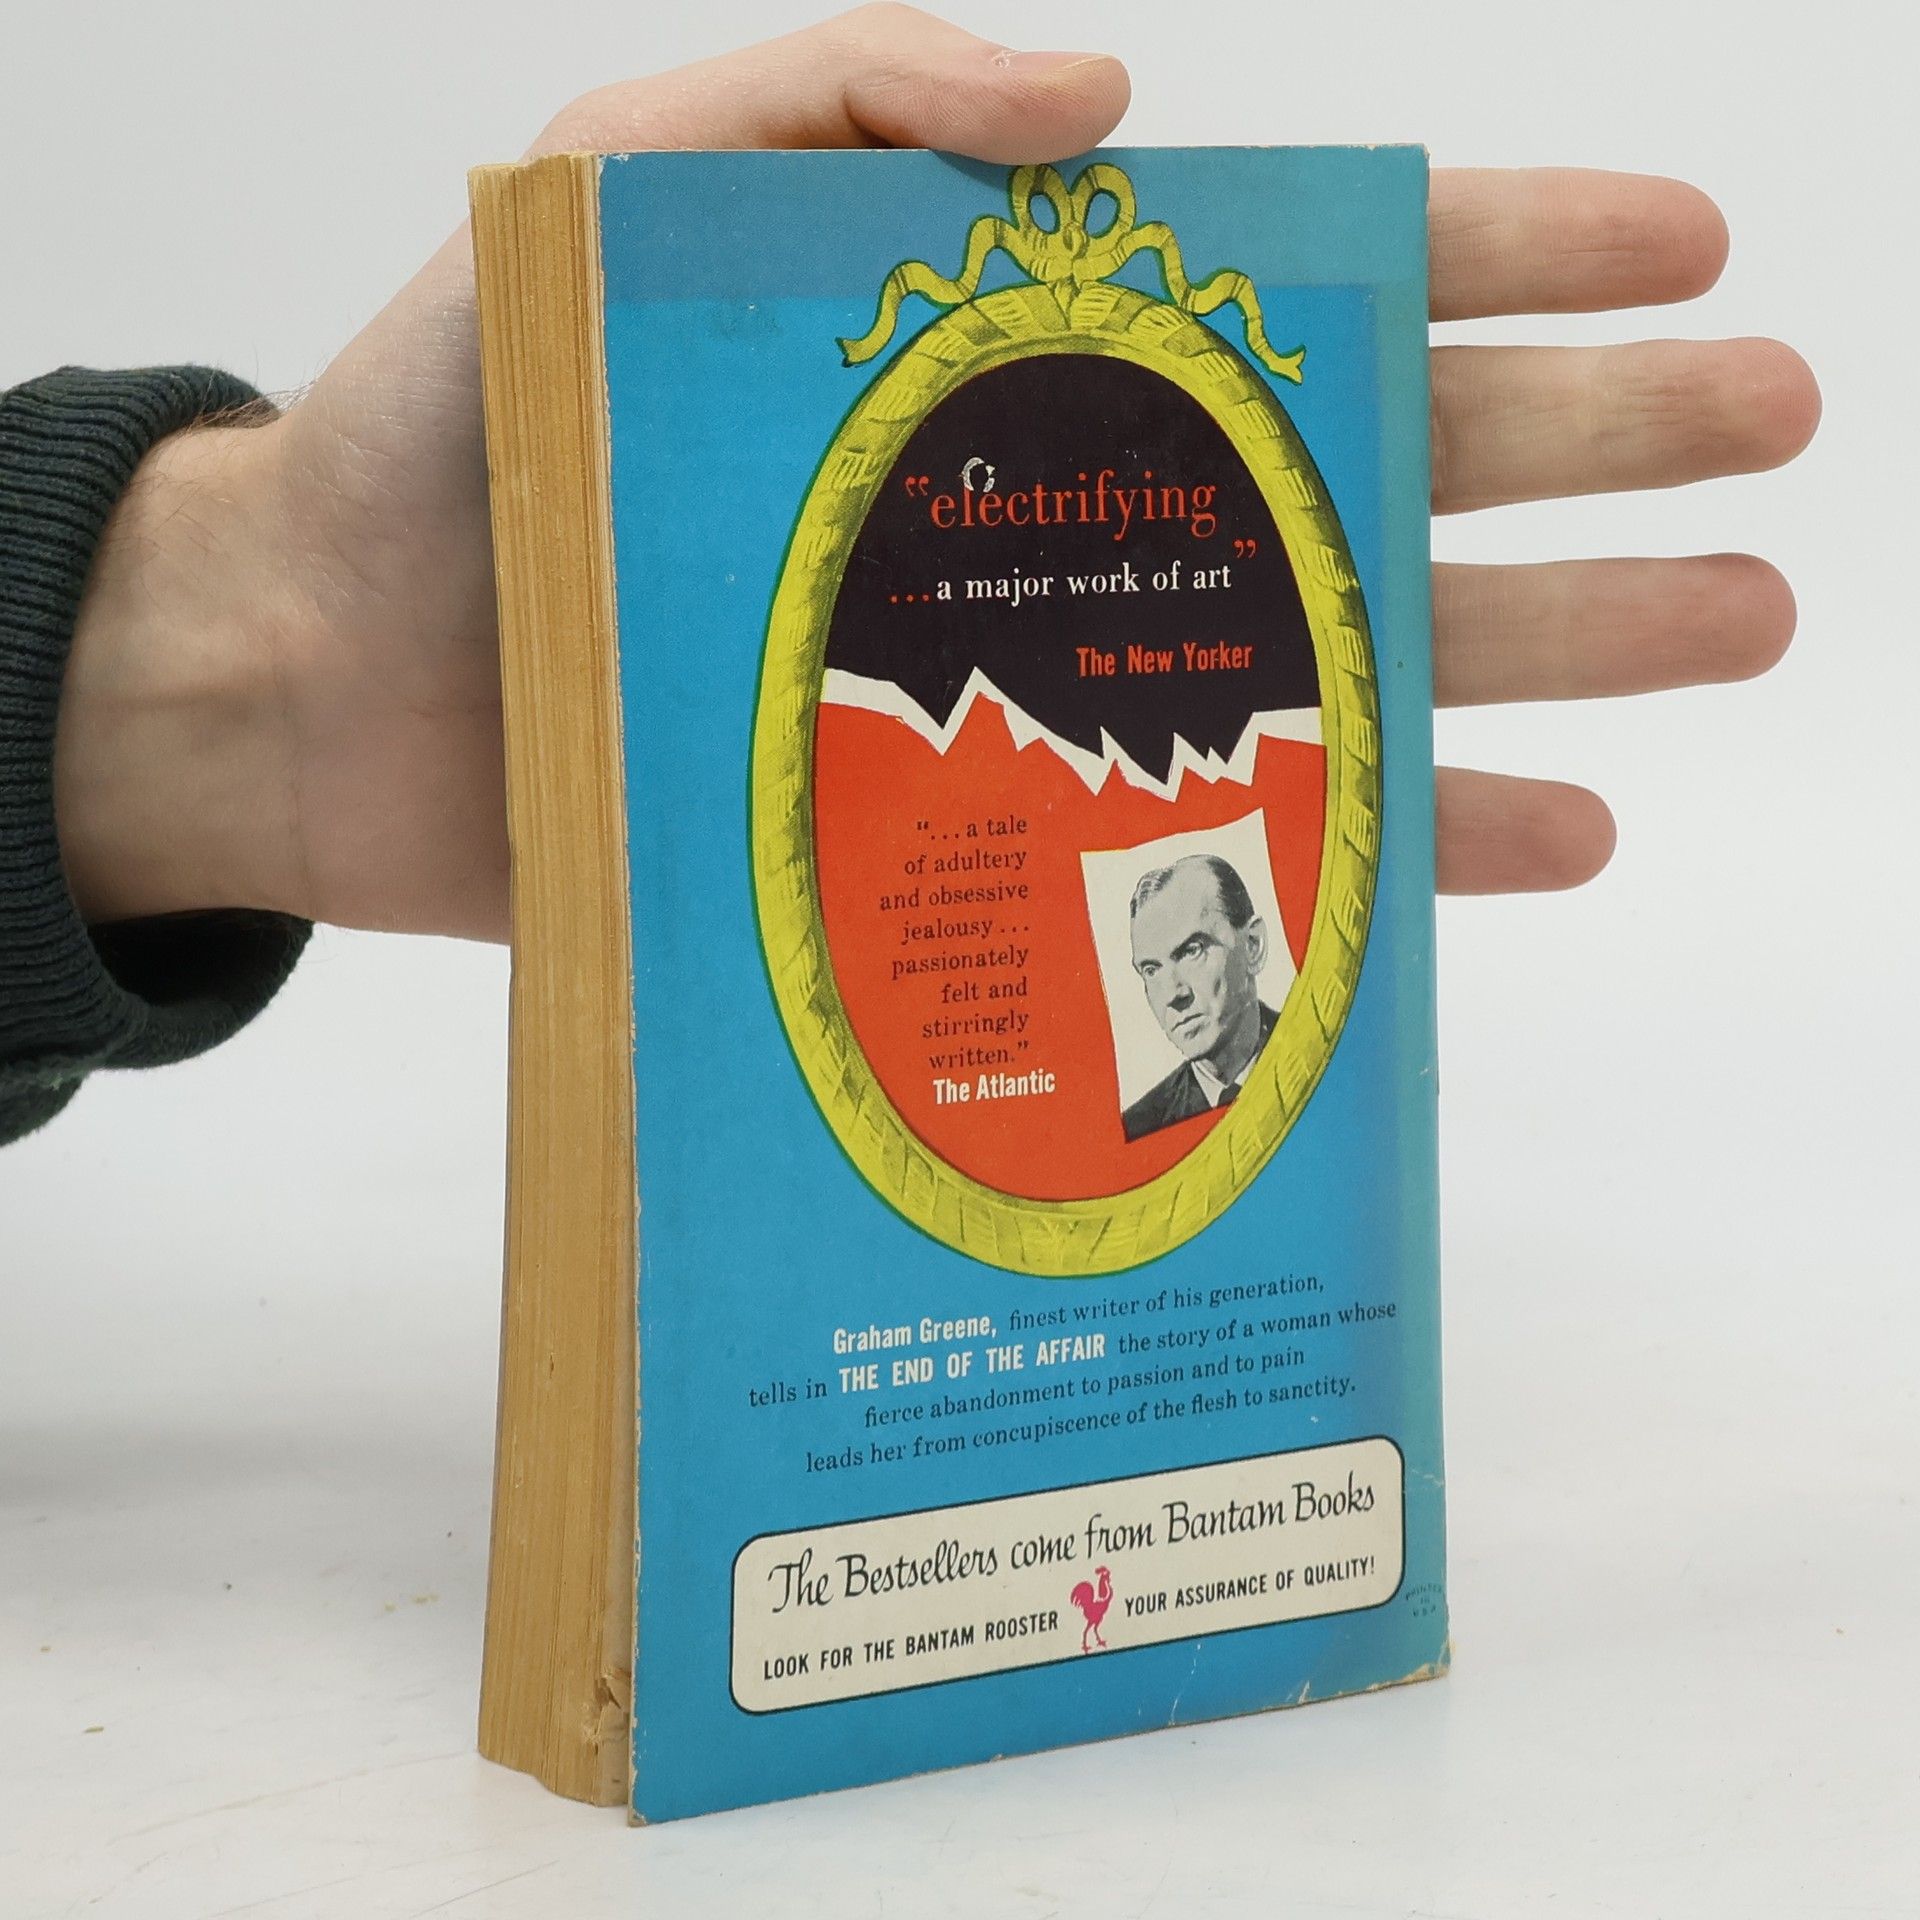 “electrifying
...a major work of art”
The New Yorker
"...a tale
of adultery
and obsessive
jealousy...
passionately
felt and
stirringly
written."
The Atlantic
Graham Greene, finest writer of his generation,
tells in THE END OF THE AFFAIR the story of a woman whose
fierce abandonment to passion and to pain
leads her from concupiscence of the flesh to sanctity.
The Bestsellers come from Bantam Books
LOOK FOR THE BANTAM ROOSTER YOUR ASSURANCE OF QUALITY!
PRINTED
IN
USA